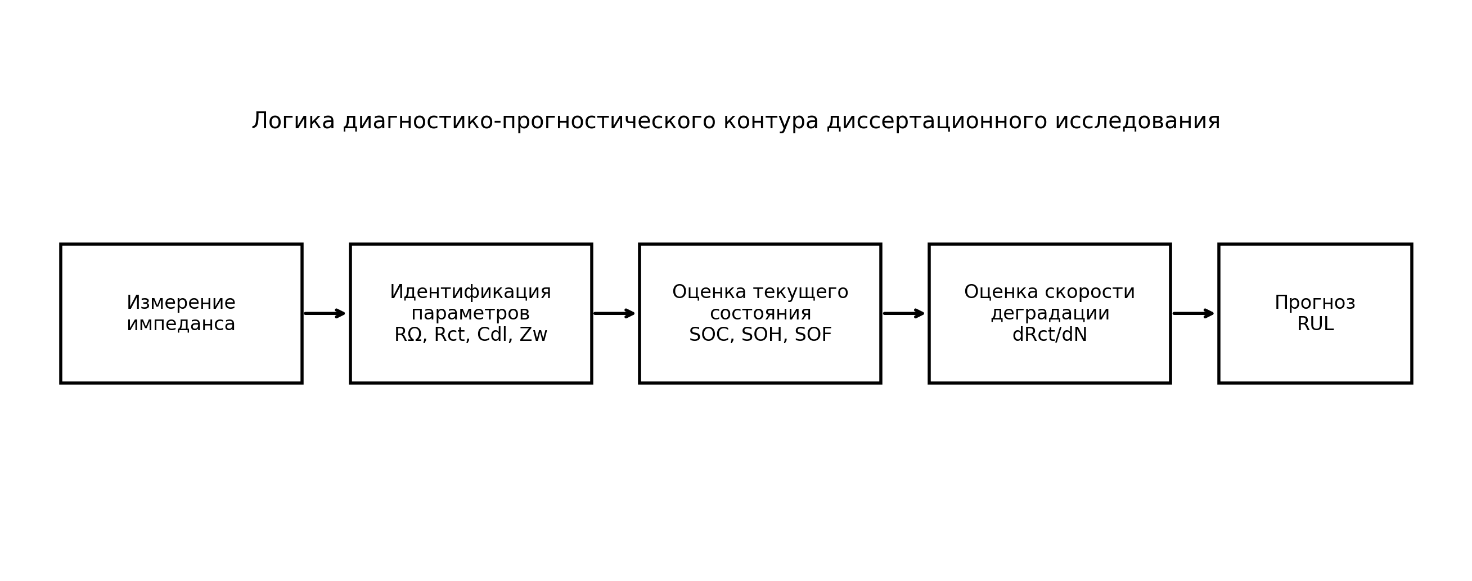 Логика диагностико-прогностического контура диссертационного исследования
Измерение
импеданса
Идентификация
параметров
RΩ, Rct, Cdl, Zw
Оценка текущего
состояния
SOC, SOH, SOF
Оценка скорости
деградации
dRct/dN
Прогноз
RUL